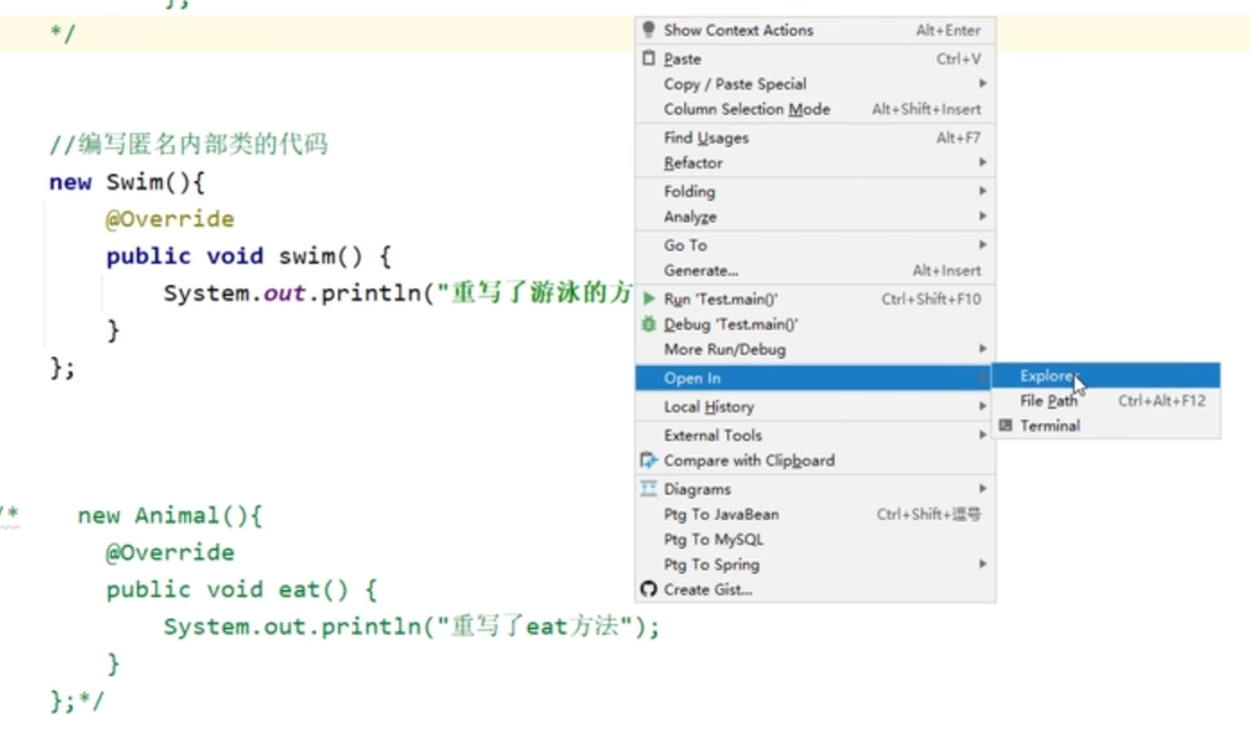 };
*/
//编写匿名内部类的代码
new Swim(){
@Override
public void swim() {
System.out.println("重写了游泳的方
}
};
/*    new Animal(){
@Override
public void eat() {
System.out.println("重写了eat方法");
}
};*/
Show Context Actions Alt+Enter
Paste Ctrl+V
Copy / Paste Special
Column Selection Mode Alt+Shift+Insert
Find Usages Alt+F7
Refactor
Folding
Analyze
Go To
Generate... Alt+Insert
Run 'Test.main()' Ctrl+Shift+F10
Debug 'Test.main()'
More Run/Debug
Open In
Local History
External Tools
Compare with Clipboard
Diagrams
Ptg To JavaBean Ctrl+Shift+逗号
Ptg To MySQL
Ptg To Spring
Create Gist...
Explorer
File Path Ctrl+Alt+F12
Terminal